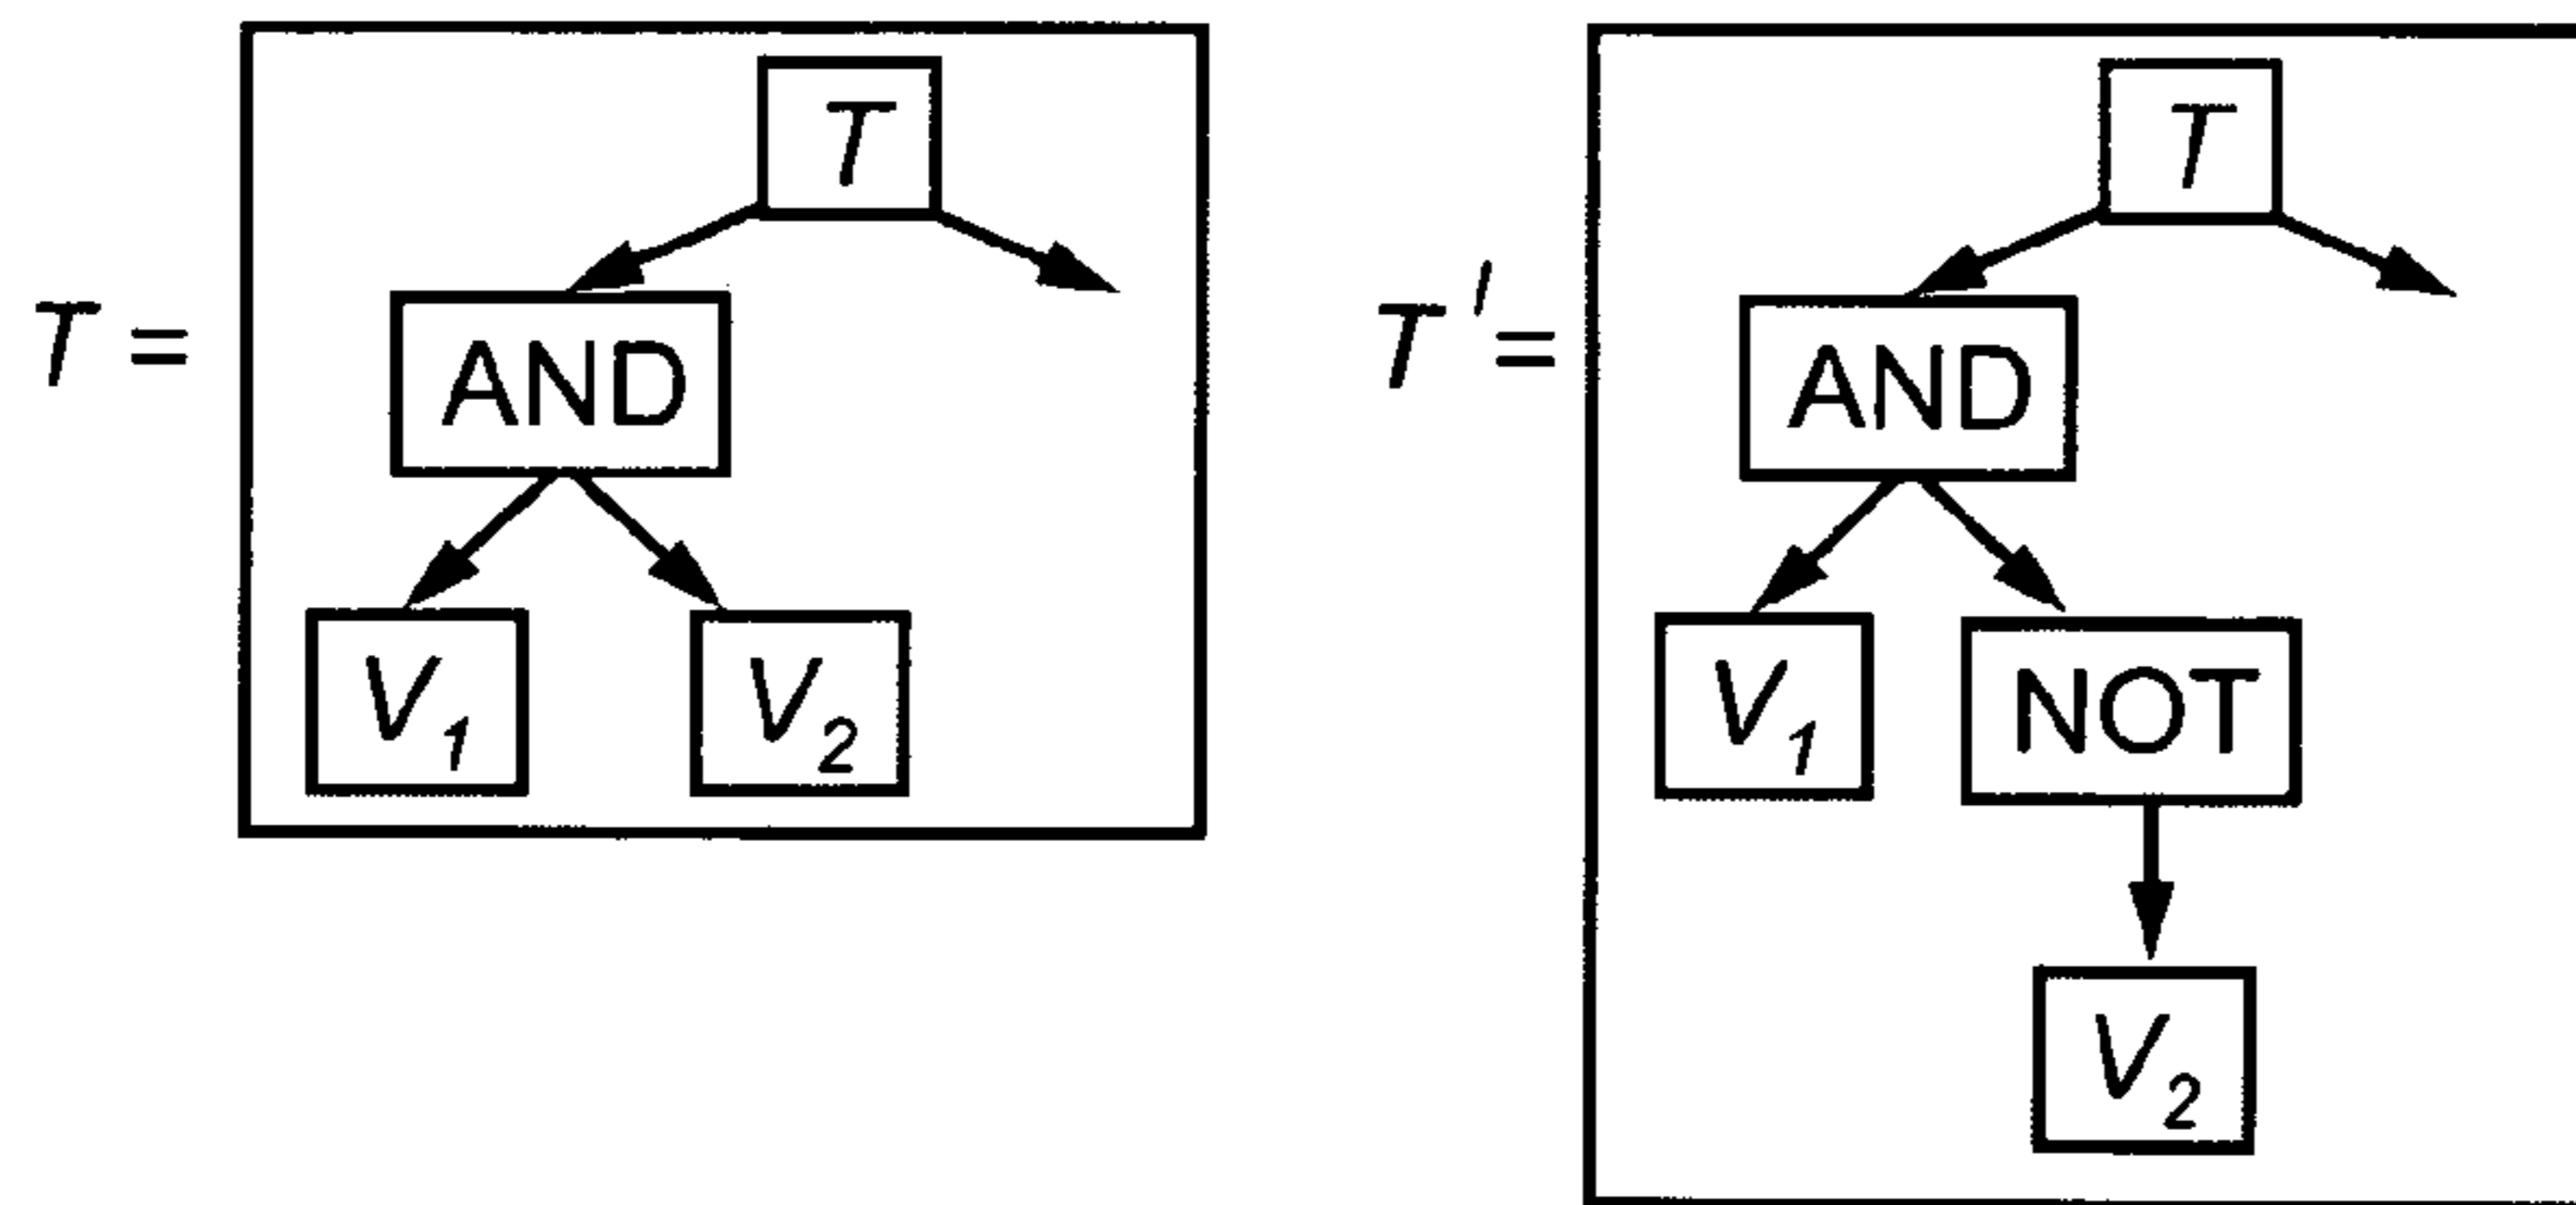 T
T
T =
T' =
AND
AND
V1
V2
V1
NOT
V2